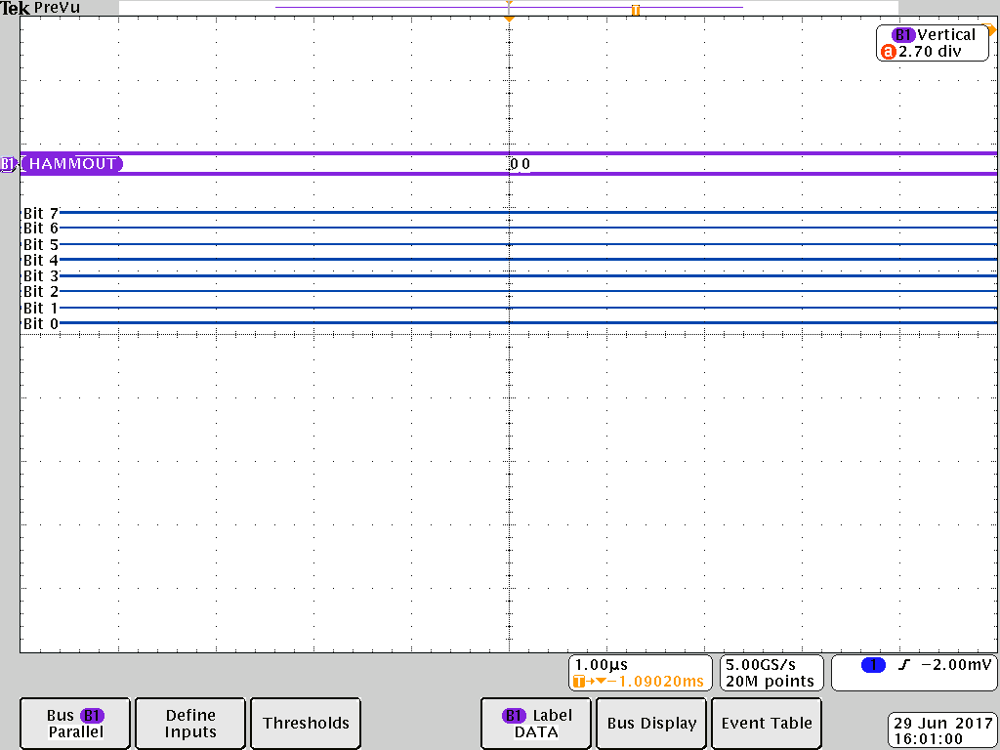 Tek PreVu
B1 Vertical
a 2.70 div
B1 HAMMOUT 00
Bit 7
Bit 6
Bit 5
Bit 4
Bit 3
Bit 2
Bit 1
Bit 0
1.00µs
T→▼−1.09020ms
5.00GS/s
20M points
1 ∫ −2.00mV
Bus B1
Parallel
Define
Inputs
Thresholds
B1 Label
DATA
Bus Display
Event Table
29 Jun 2017
16:01:00